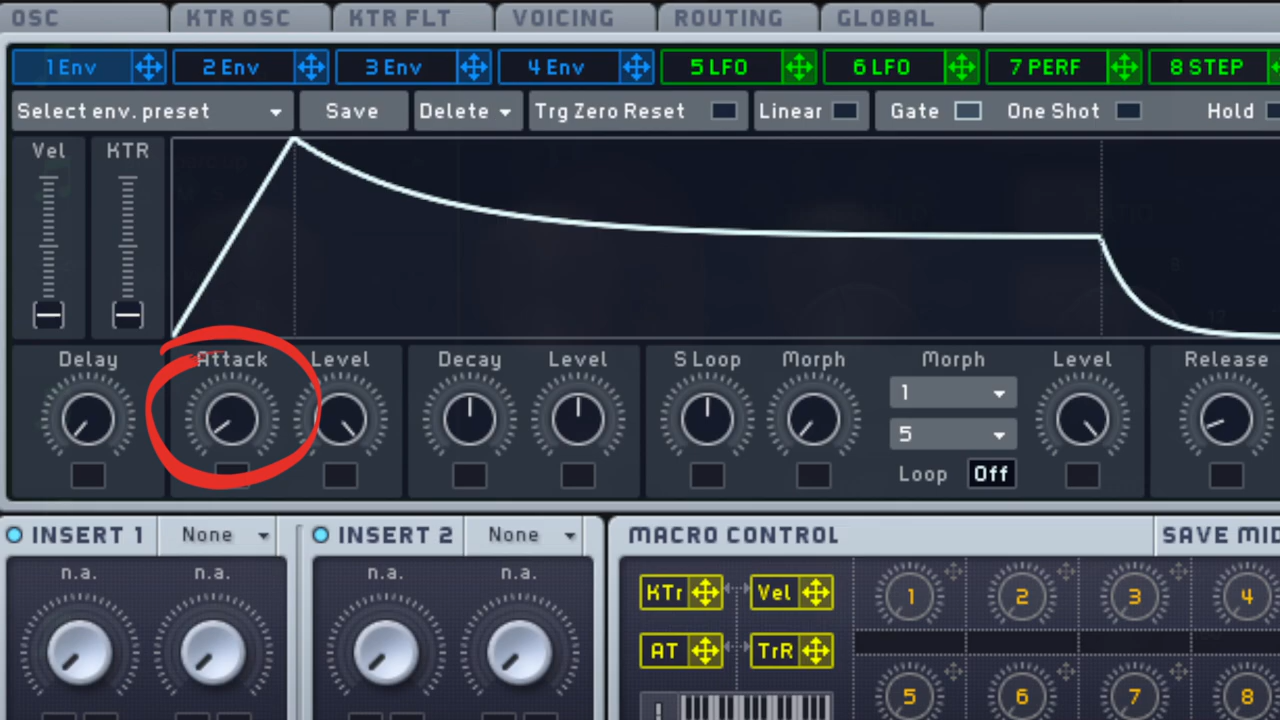 OSC KTR OSC KTR FLT VOICING ROUTING GLOBAL
1 Env 2 Env 3 Env 4 Env 5 LFO 6 LFO 7 PERF 8 STEP
Select env. preset Save Delete Trg Zero Reset Linear Gate One Shot Hold
Vel KTR
Delay Attack Level Decay Level S Loop Morph Morph Level Release
1
5
Loop Off
INSERT 1 None INSERT 2 None MACRO CONTROL SAVE MID
n.a. n.a. n.a. n.a.
KTr Vel 1 2 3 4
AT TrR
5 6 7 8